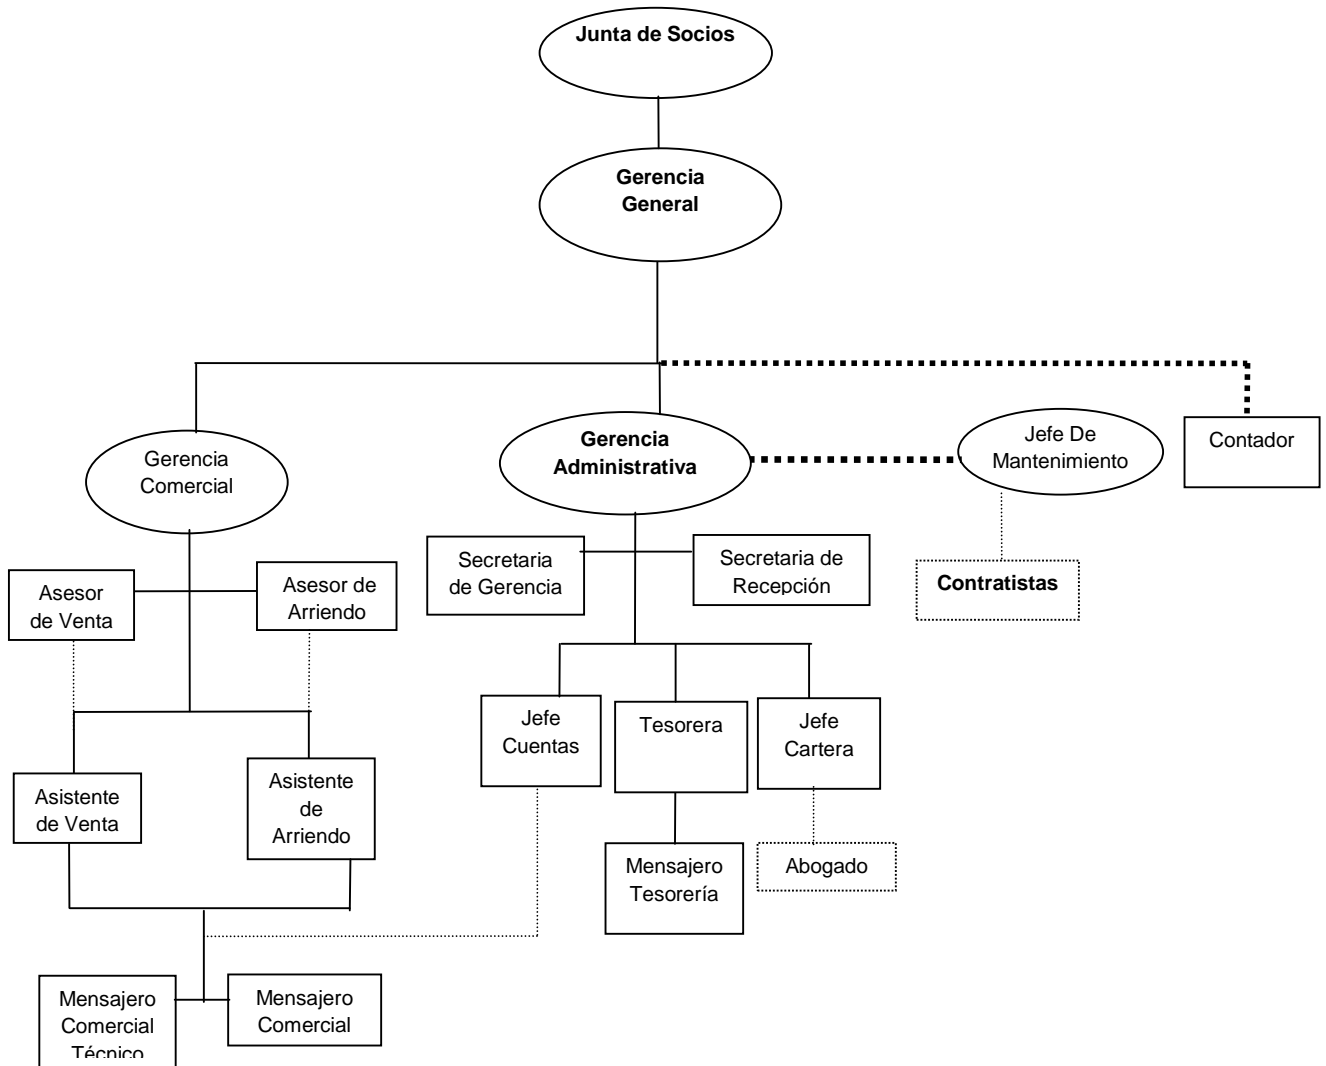 Junta de Socios
Gerencia
General
Gerencia
Comercial
Gerencia
Administrativa
Jefe De
Mantenimiento
Contador
Secretaria
de Gerencia
Secretaria de
Recepción
Contratistas
Asesor
de Venta
Asesor de
Arriendo
Jefe
Cuentas
Tesorera
Jefe
Cartera
Asistente
de Venta
Asistente
de
Arriendo
Mensajero
Tesorería
Abogado
Mensajero
Comercial
Técnico
Mensajero
Comercial